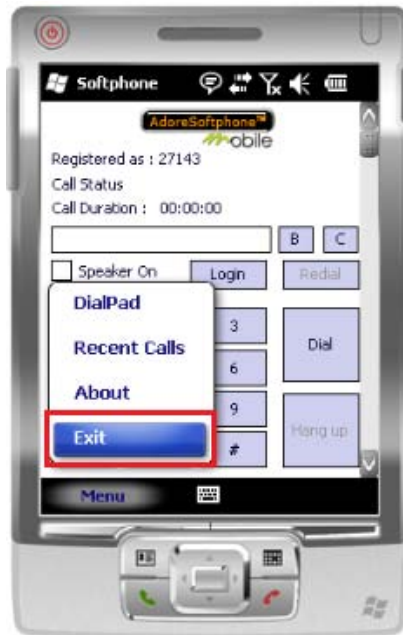 Softphone
AdoreSoftphone™
mobile
Registered as : 27143
Call Status
Call Duration : 00:00:00
B C
Speaker On Login Redial
DialPad
3
Dial
Recent Calls
6
About
9
Hang up
Exit
#
Menu